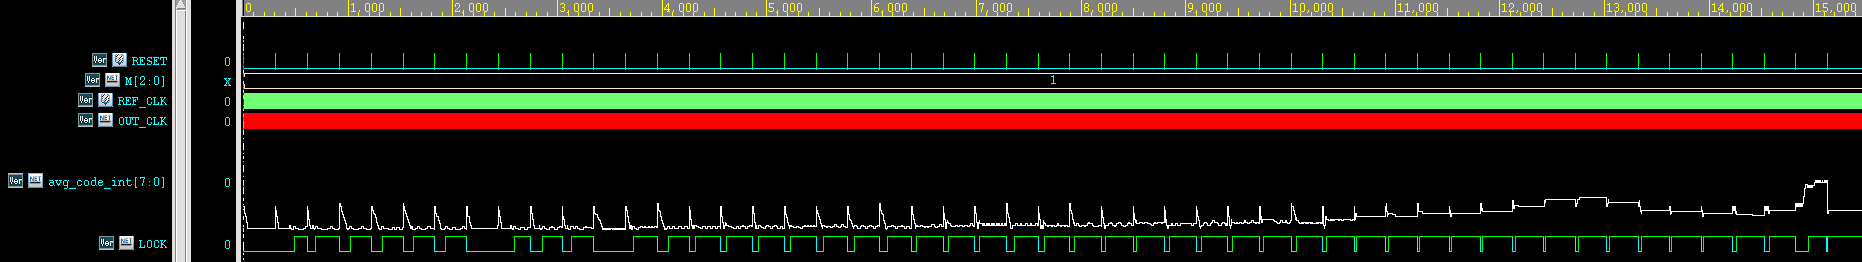 0 1,000 2,000 3,000 4,000 5,000 6,000 7,000 8,000 9,000 10,000 11,000 12,000 13,000 14,000 15,000
Ver RESET 0
Ver NET M[2:0] X 1
Ver REF_CLK 0
Ver NET OUT_CLK 0
Ver NET avg_code_int[7:0] 0
Ver NET LOCK 0